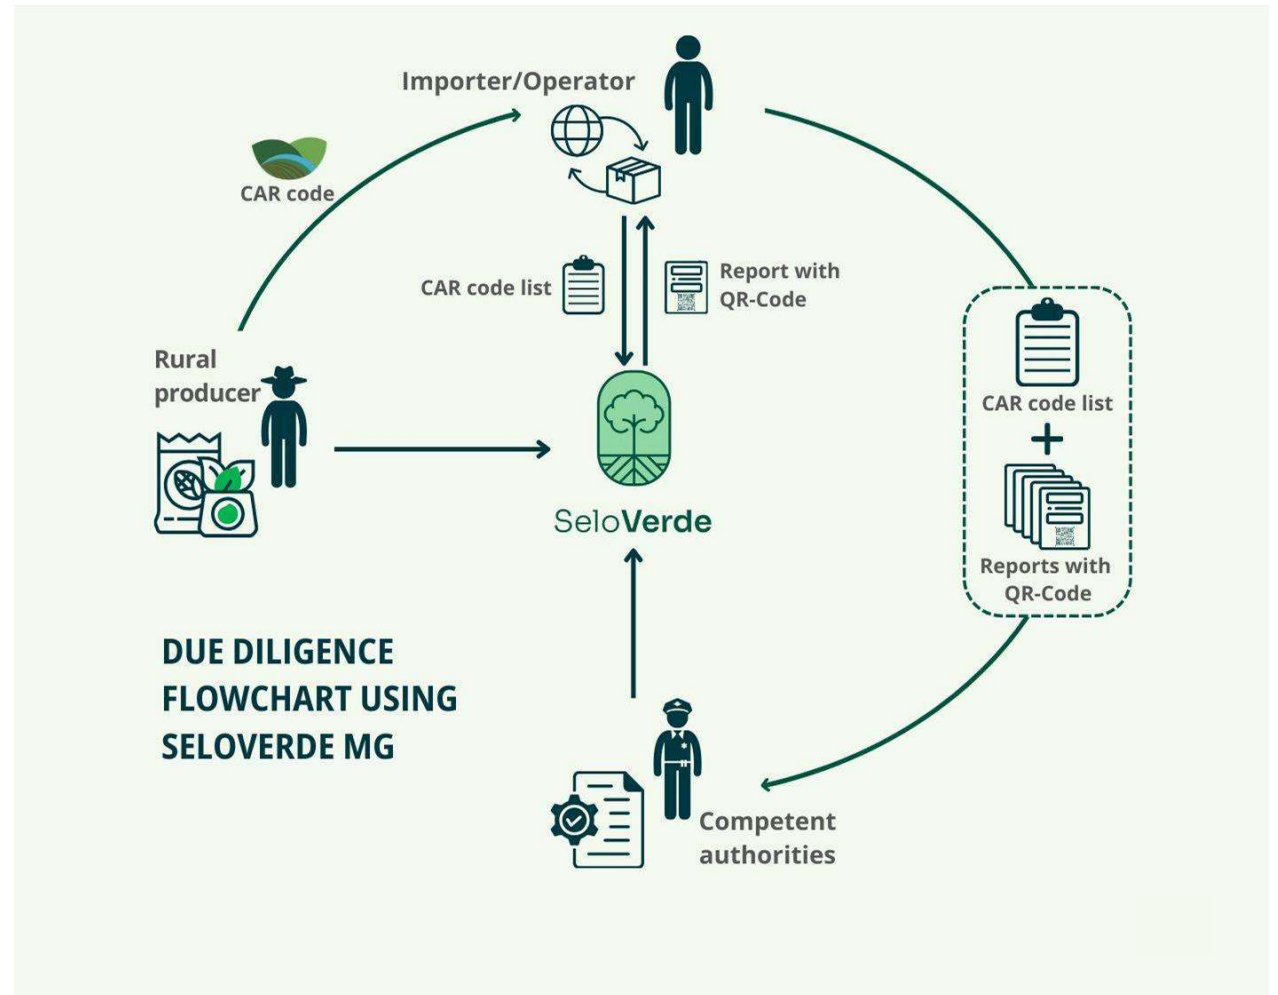 Importer/Operator
CAR code
CAR code list
Report with
QR-Code
Rural
producer
SeloVerde
CAR code list
+
Reports with
QR-Code
DUE DILIGENCE
FLOWCHART USING
SELOVERDE MG
Competent
authorities